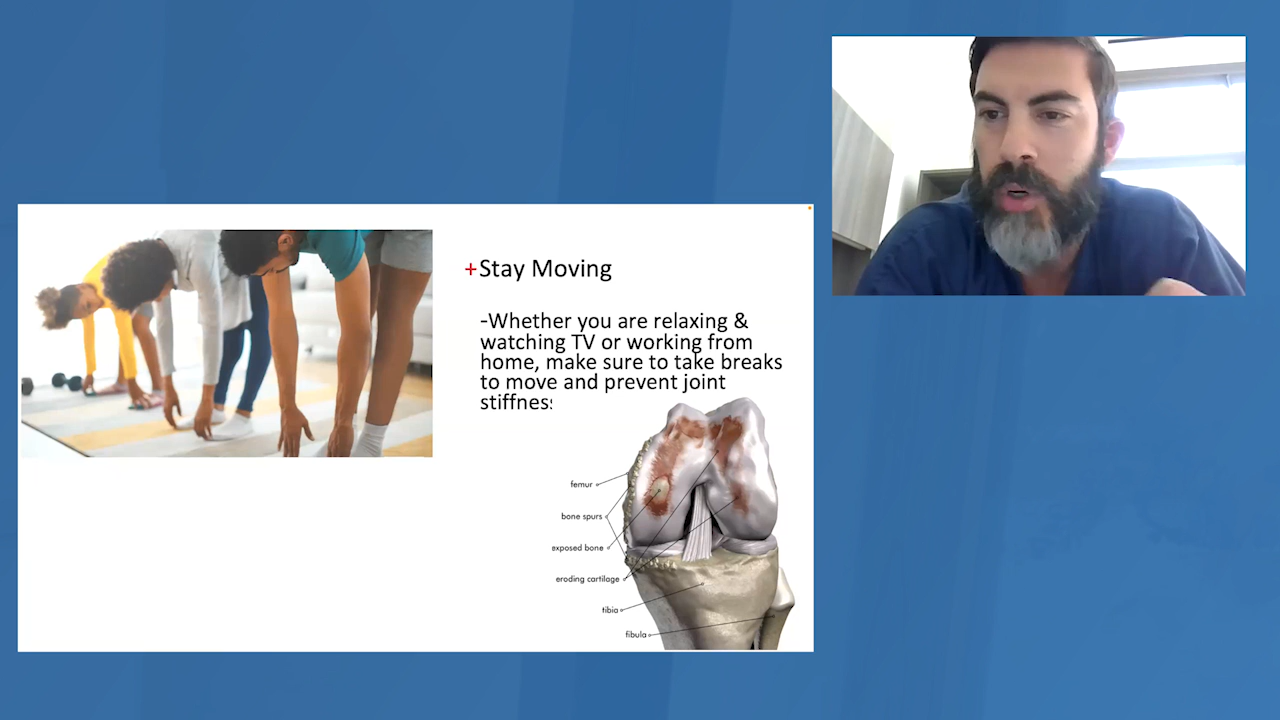 +Stay Moving
-Whether you are relaxing &
watching TV or working from
home, make sure to take breaks
to move and prevent joint
femur
bone spurs
exposed bone
eroding cartilage
tibia
fibula